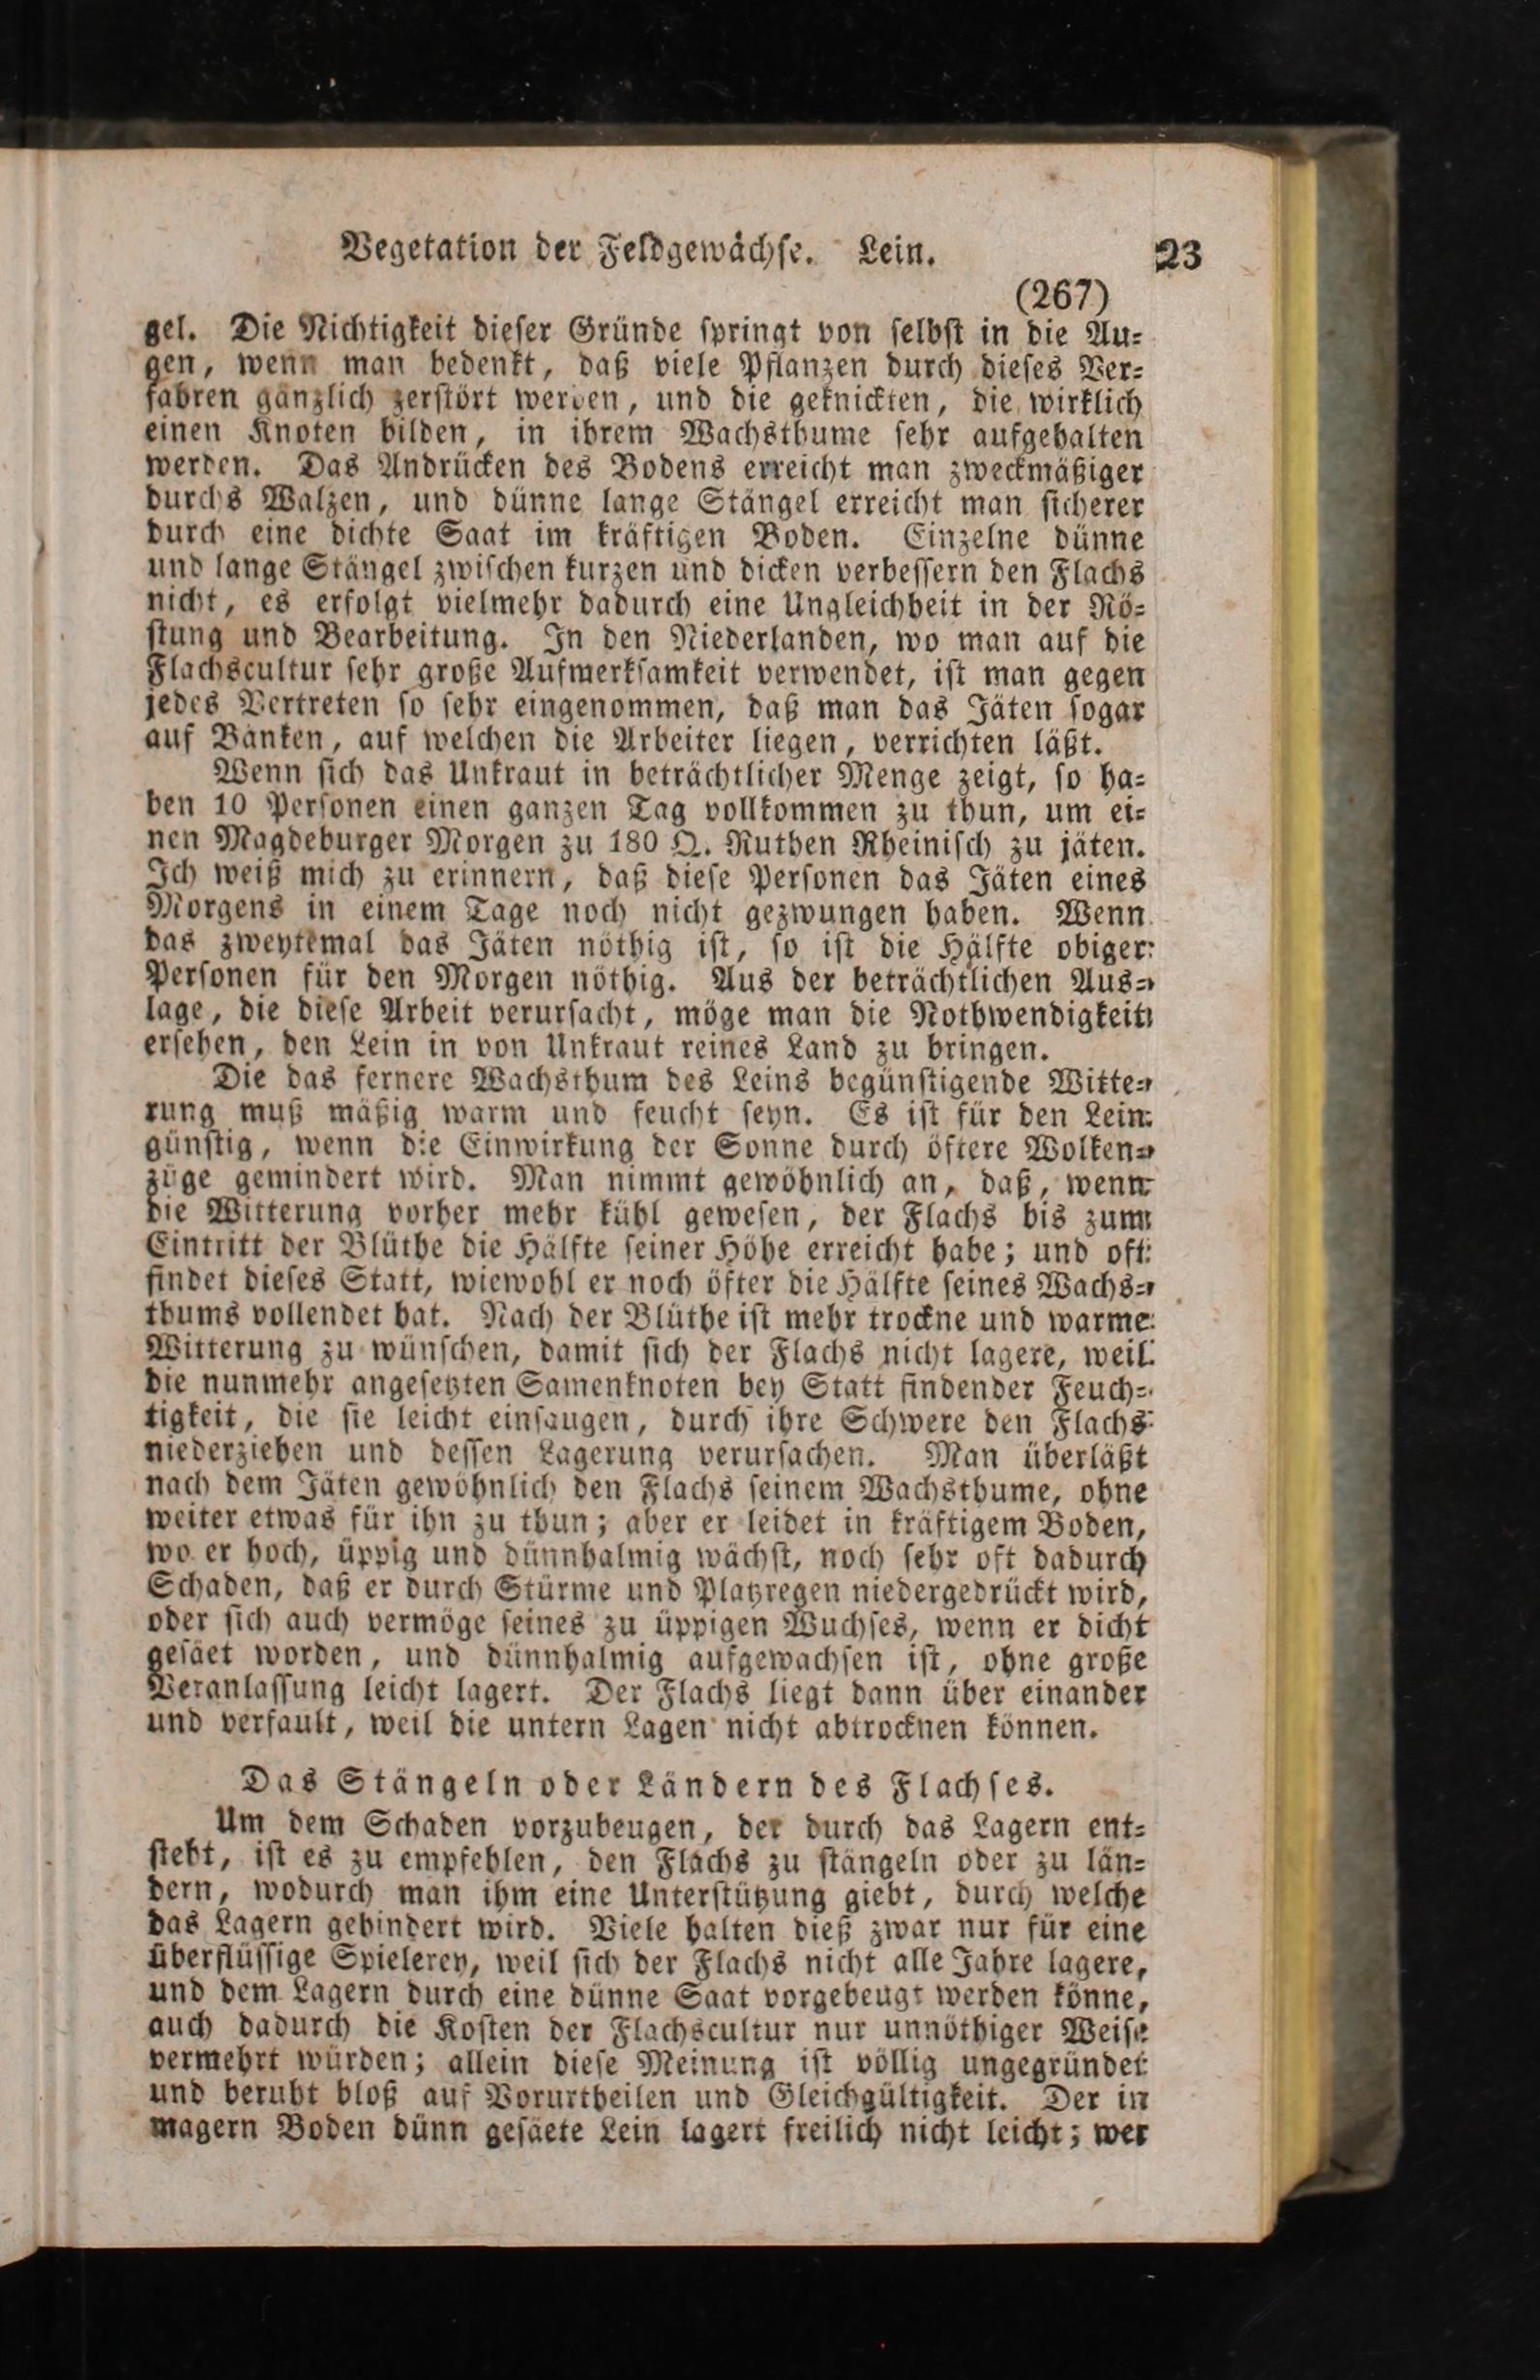 Vegetation der Feldgewächse. Lein. 23
(267)
gel. Die Nichtigkeit dieser Gründe springt von selbst in die Au-
gen, wenn man bedenkt, daß viele Pflanzen durch dieses Ver-
fahren gänzlich zerstört werden, und die geknickten, die wirklich
einen Knoten bilden, in ihrem Wachsthume sehr aufgehalten
werden. Das Andrücken des Bodens erreicht man zweckmäßiger
durchs Walzen, und dünne lange Stängel erreicht man sicherer
durch eine dichte Saat im kräftigen Boden. Einzelne dünne
und lange Stängel zwischen kurzen und dicken verbessern den Flachs
nicht, es erfolgt vielmehr dadurch eine Ungleichheit in der Rö-
stung und Bearbeitung. In den Niederlanden, wo man auf die
Flachscultur sehr große Aufmerksamkeit verwendet, ist man gegen
jedes Vertreten so sehr eingenommen, daß man das Jäten sogar
auf Bänken, auf welchen die Arbeiter liegen, verrichten läßt.
Wenn sich das Unkraut in beträchtlicher Menge zeigt, so ha-
ben 10 Personen einen ganzen Tag vollkommen zu thun, um ei-
nen Magdeburger Morgen zu 180 Q. Ruthen Rheinisch zu jäten.
Ich weiß mich zu erinnern, daß diese Personen das Jäten eines
Morgens in einem Tage noch nicht gezwungen haben. Wenn
das zweytemal das Jäten nöthig ist, so ist die Hälfte obiger
Personen für den Morgen nöthig. Aus der beträchtlichen Aus-
lage, die diese Arbeit verursacht, möge man die Nothwendigkeit
ersehen, den Lein in von Unkraut reines Land zu bringen.
Die das fernere Wachsthum des Leins begünstigende Witte-
rung muß mäßig warm und feucht seyn. Es ist für den Lein
günstig, wenn die Einwirkung der Sonne durch öftere Wolken-
züge gemindert wird. Man nimmt gewöhnlich an, daß, wenn
die Witterung vorher mehr kühl gewesen, der Flachs bis zum
Eintritt der Blüthe die Hälfte seiner Höhe erreicht habe; und oft
findet dieses Statt, wiewohl er noch öfter die Hälfte seines Wachs-
thums vollendet hat. Nach der Blüthe ist mehr trockne und warme
Witterung zu wünschen, damit sich der Flachs nicht lagere, weil
die nunmehr angesetzten Samenknoten bey Statt findender Feuch-
tigkeit, die sie leicht einsaugen, durch ihre Schwere den Flachs
niederziehen und dessen Lagerung verursachen. Man überläßt
nach dem Jäten gewöhnlich den Flachs seinem Wachsthume, ohne
weiter etwas für ihn zu thun; aber er leidet in kräftigem Boden,
wo er hoch, üppig und dünnhalmig wächst, noch sehr oft dadurch
Schaden, daß er durch Stürme und Platzregen niedergedrückt wird,
oder sich auch vermöge seines zu üppigen Wuchses, wenn er dicht
gesäet worden, und dünnhalmig aufgewachsen ist, ohne große
Veranlassung leicht lagert. Der Flachs liegt dann über einander
und verfault, weil die untern Lagen nicht abtrocknen können.
Das Stängeln oder Ländern des Flachses.
Um dem Schaden vorzubeugen, der durch das Lagern ent-
steht, ist es zu empfehlen, den Flachs zu stängeln oder zu län-
dern, wodurch man ihm eine Unterstützung giebt, durch welche
das Lagern gehindert wird. Viele halten dieß zwar nur für eine
überflüssige Spielerey, weil sich der Flachs nicht alle Jahre lagere,
und dem Lagern durch eine dünne Saat vorgebeugt werden könne,
auch dadurch die Kosten der Flachscultur nur unnöthiger Weise
vermehrt würden; allein diese Meinung ist völlig ungegründet
und beruht bloß auf Vorurtheilen und Gleichgültigkeit. Der in
magern Boden dünn gesäete Lein lagert freilich nicht leicht; wer